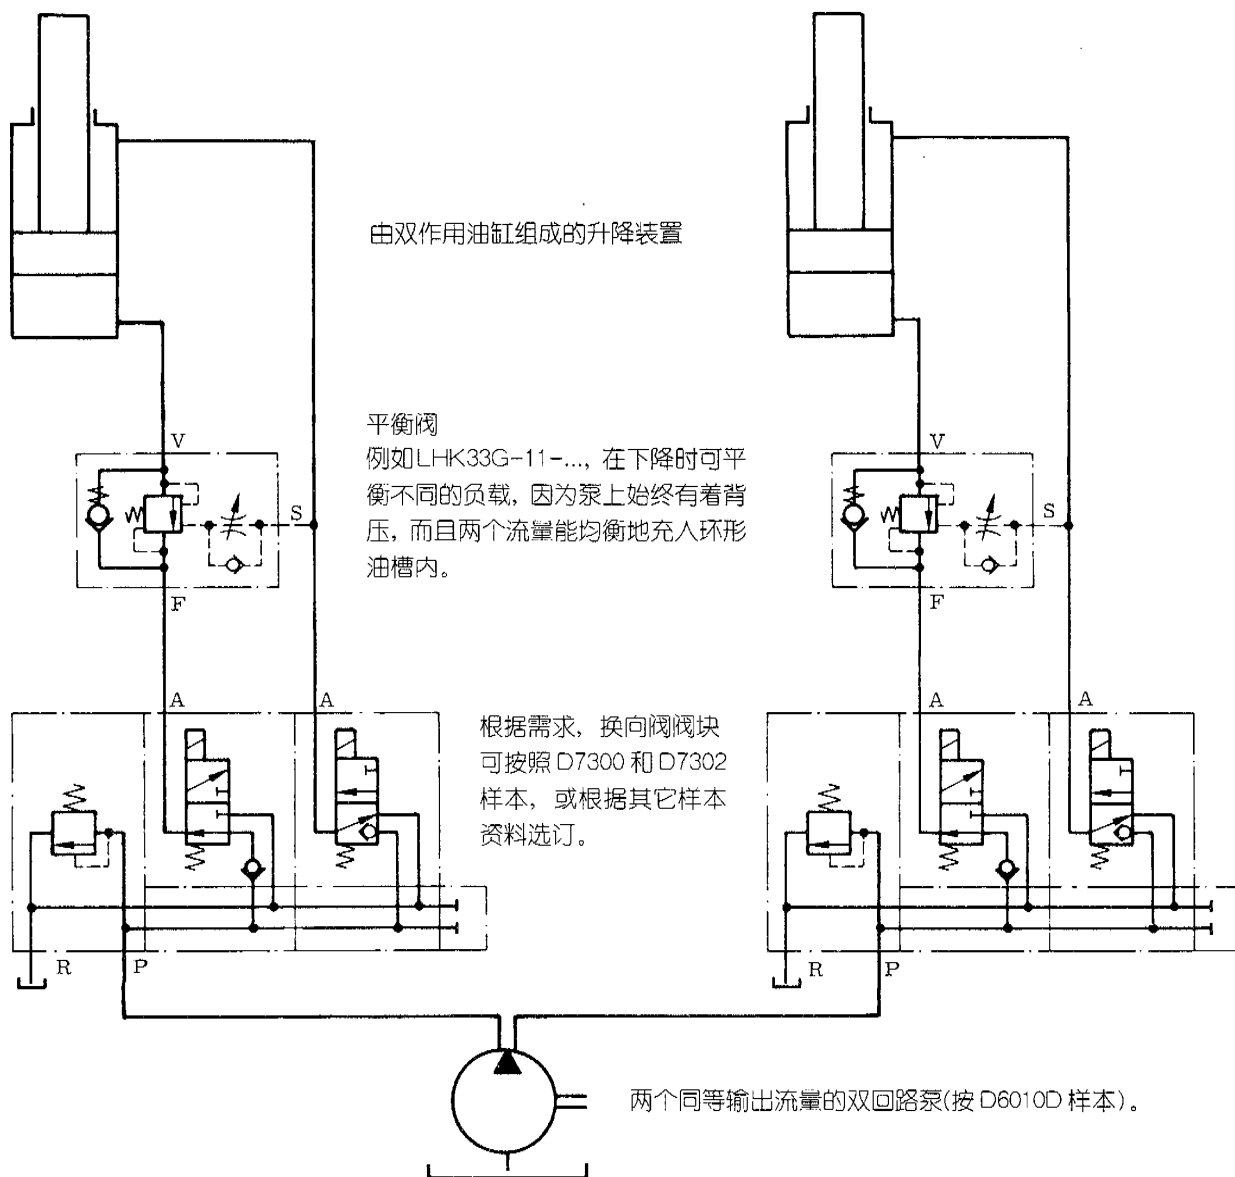 由双作用油缸组成的升降装置
平衡阀
例如LHK33G-11-…, 在下降时可平
衡不同的负载, 因为泵上始终有着背
压, 而且两个流量能均衡地充入环形
油槽内。
V
S
F
V
S
F
A
A
根据需求, 换向阀阀块
可按照D7300和D7302
样本, 或根据其它样本
资料选订。
A
A
R
P
R
P
两个同等输出流量的双回路泵(按D6010D样本)。